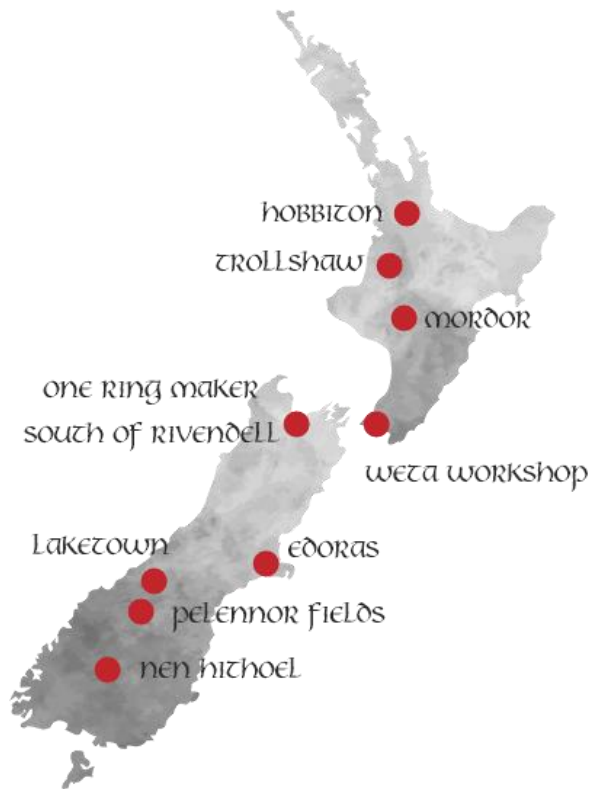 hobbiton
trollshaw
mordor
one ring maker
south of rivendell
weta workshop
laketown
edoras
pelennor fields
nen hithoel